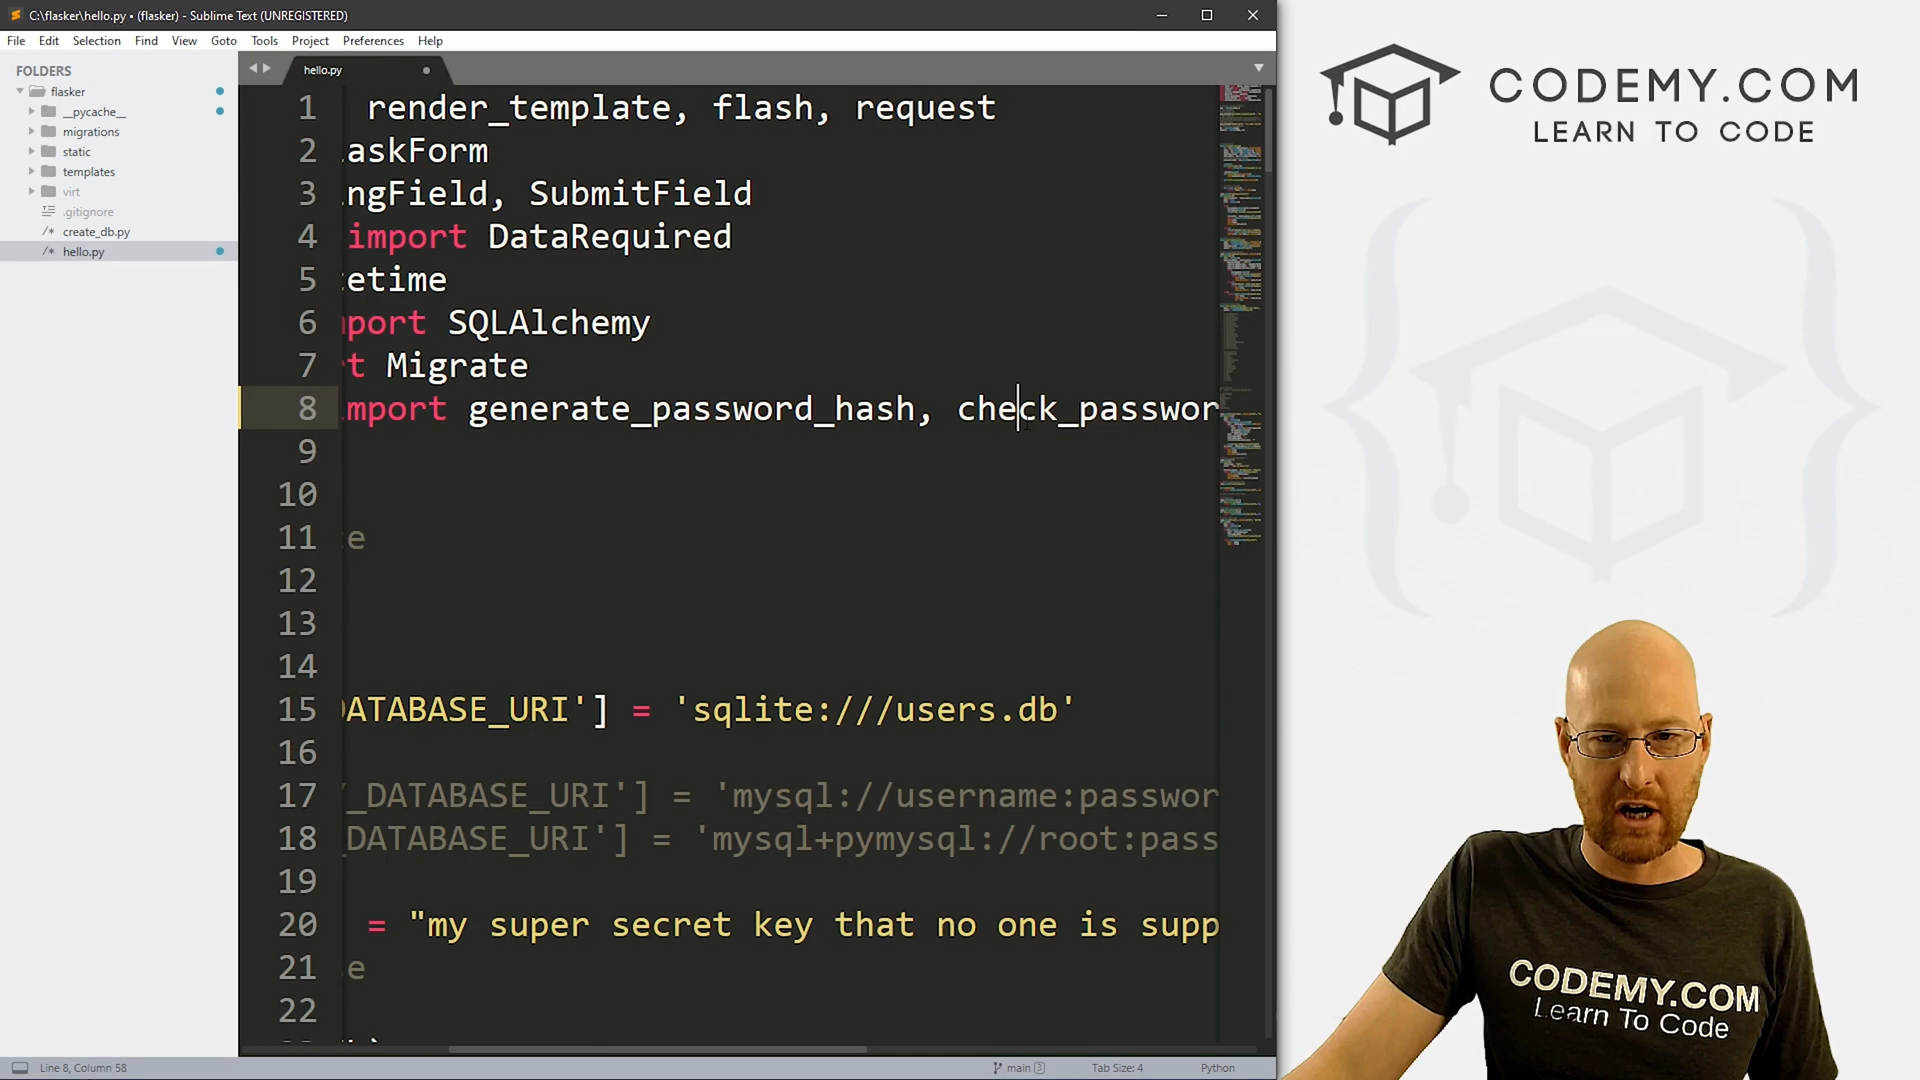 C:\flasker\hello.py • (flasker) - Sublime Text (UNREGISTERED)
File Edit Selection Find View Goto Tools Project Preferences Help
FOLDERS
flasker
__pycache__
migrations
static
templates
virt
.gitignore
create_db.py
hello.py
hello.py
1 render_template, flash, request
2 askForm
3 ngField, SubmitField
4 import DataRequired
5 etime
6 port SQLAlchemy
7 t Migrate
8 mport generate_password_hash, check_passwor
9
10
11 e
12
13
14
15 DATABASE_URI'] = 'sqlite:///users.db'
16
17 _DATABASE_URI'] = 'mysql://username:passwor
18 _DATABASE_URI'] = 'mysql+pymysql://root:pass
19
20 = "my super secret key that no one is supp
21 e
22
Line 8, Column 58
main 3
Tab Size: 4
Python
CODEMY.COM
LEARN TO CODE
CODEMY.COM
Learn To Code